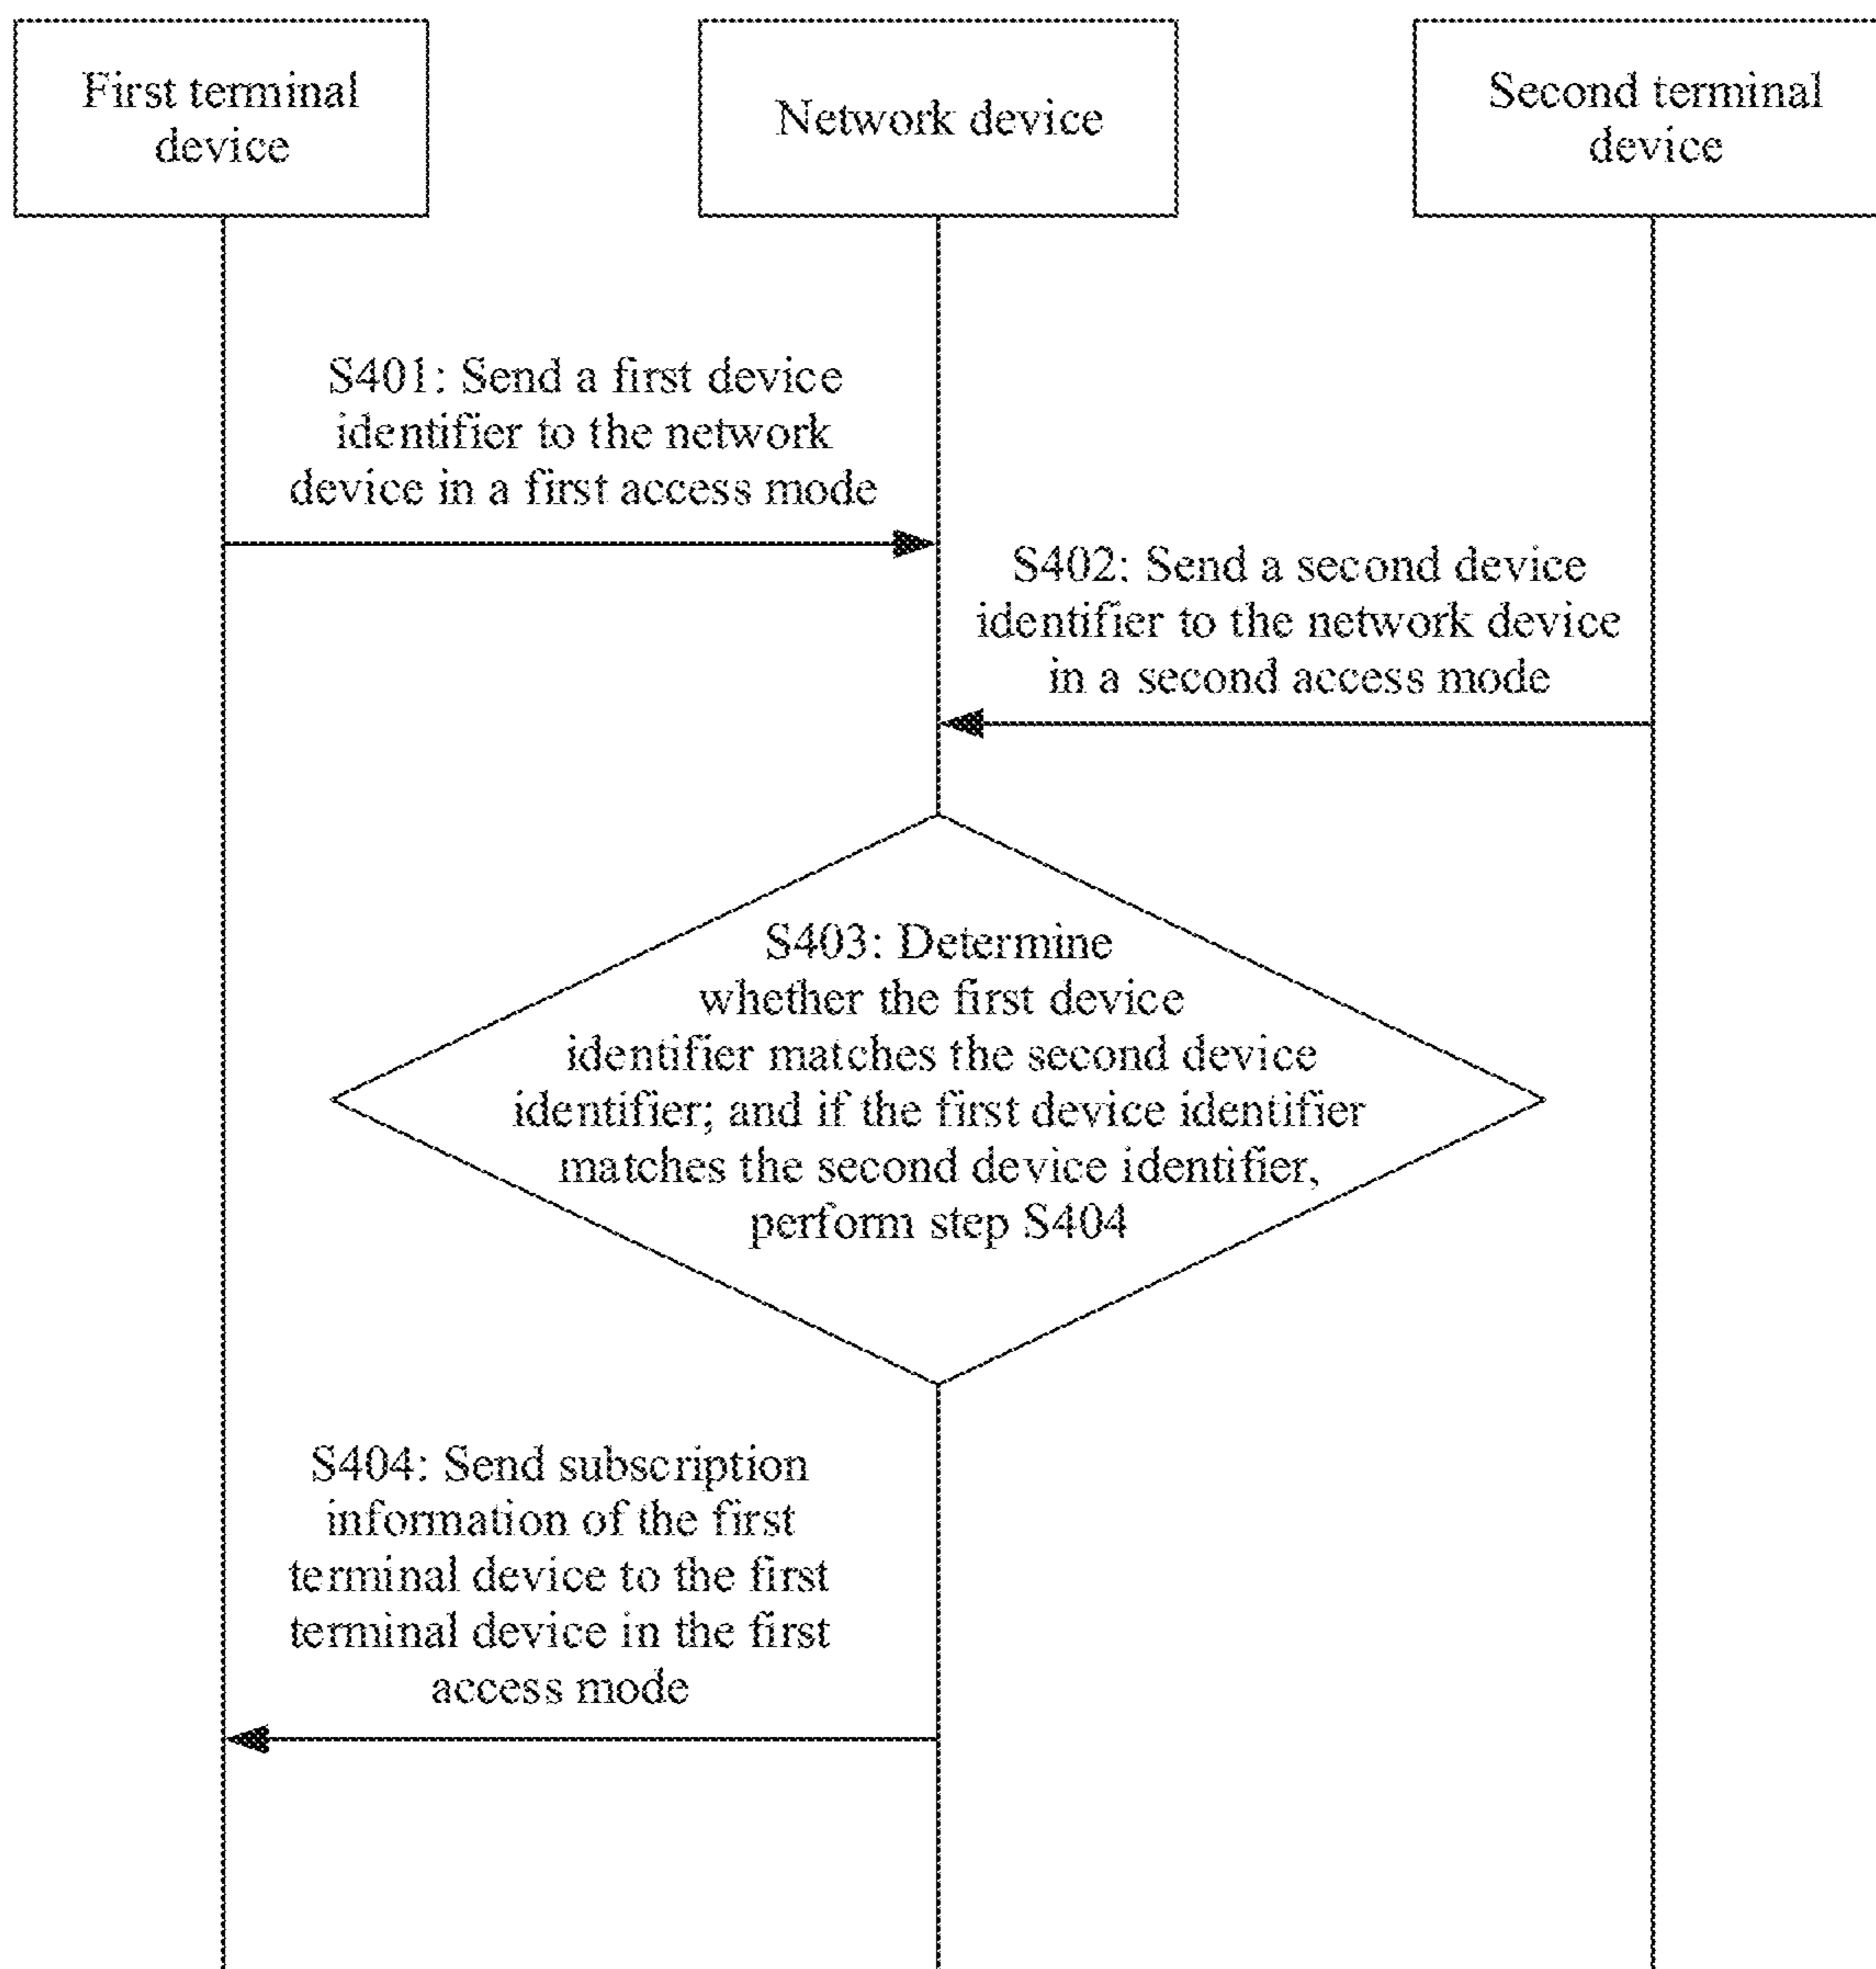 First terminal
device
Network device
Second terminal
device
S401: Send a first device
identifier to the network
device in a first access mode
S402: Send a second device
identifier to the network device
in a second access mode
S403: Determine
whether the first device
identifier matches the second device
identifier; and if the first device identifier
matches the second device identifier,
perform step S404
S404: Send subscription
information of the first
terminal device to the first
terminal device in the first
access mode